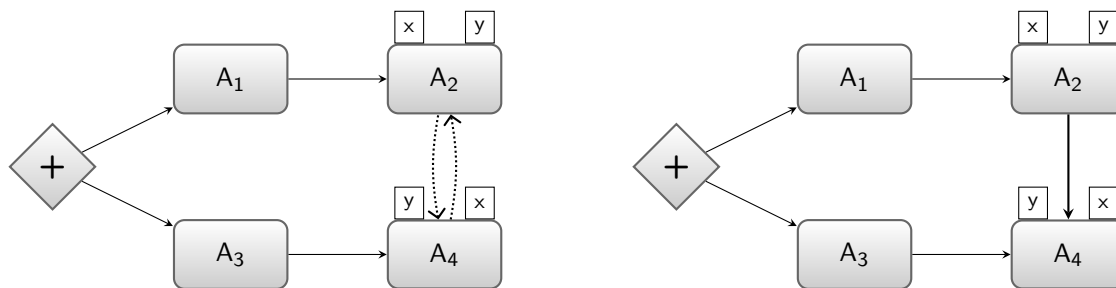 x y x y
A₁ A₂ A₁ A₂
+ +
y x y x
A₃ A₄ A₃ A₄